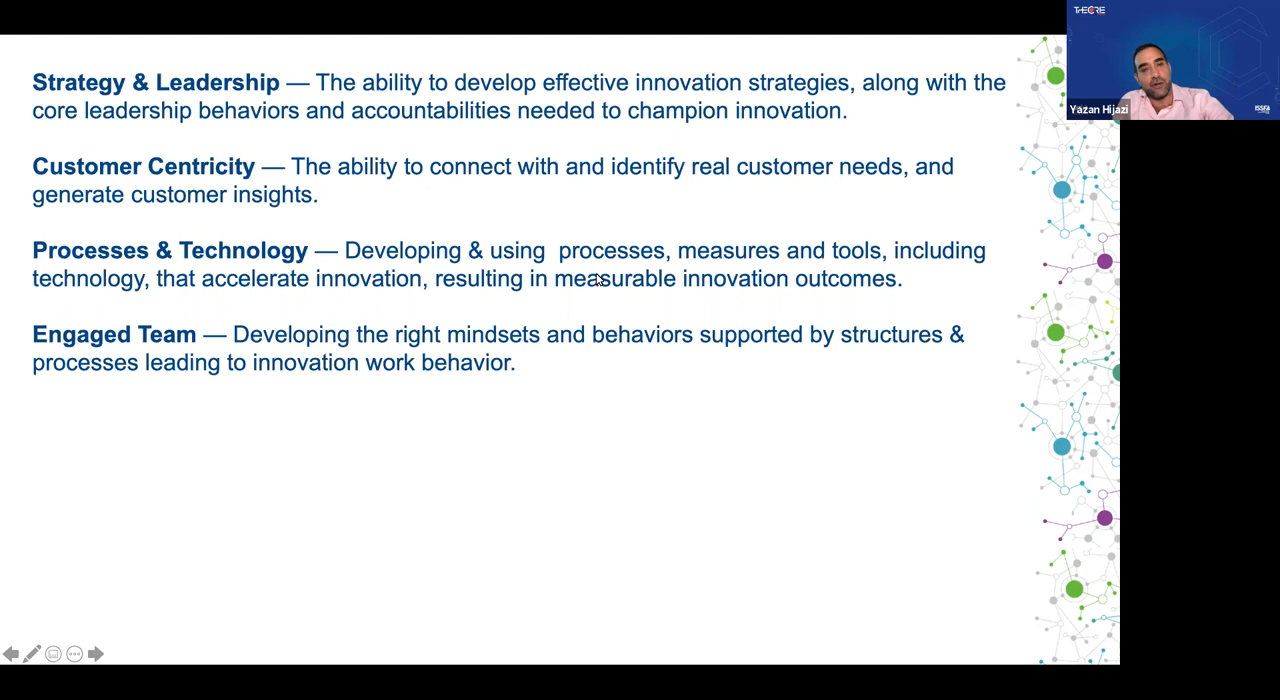 Strategy & Leadership — The ability to develop effective innovation strategies, along with the
core leadership behaviors and accountabilities needed to champion innovation.
Customer Centricity — The ability to connect with and identify real customer needs, and
generate customer insights.
Processes & Technology — Developing & using  processes, measures and tools, including
technology, that accelerate innovation, resulting in measurable innovation outcomes.
Engaged Team — Developing the right mindsets and behaviors supported by structures &
processes leading to innovation work behavior.
THECORE
Yazan Hijazi